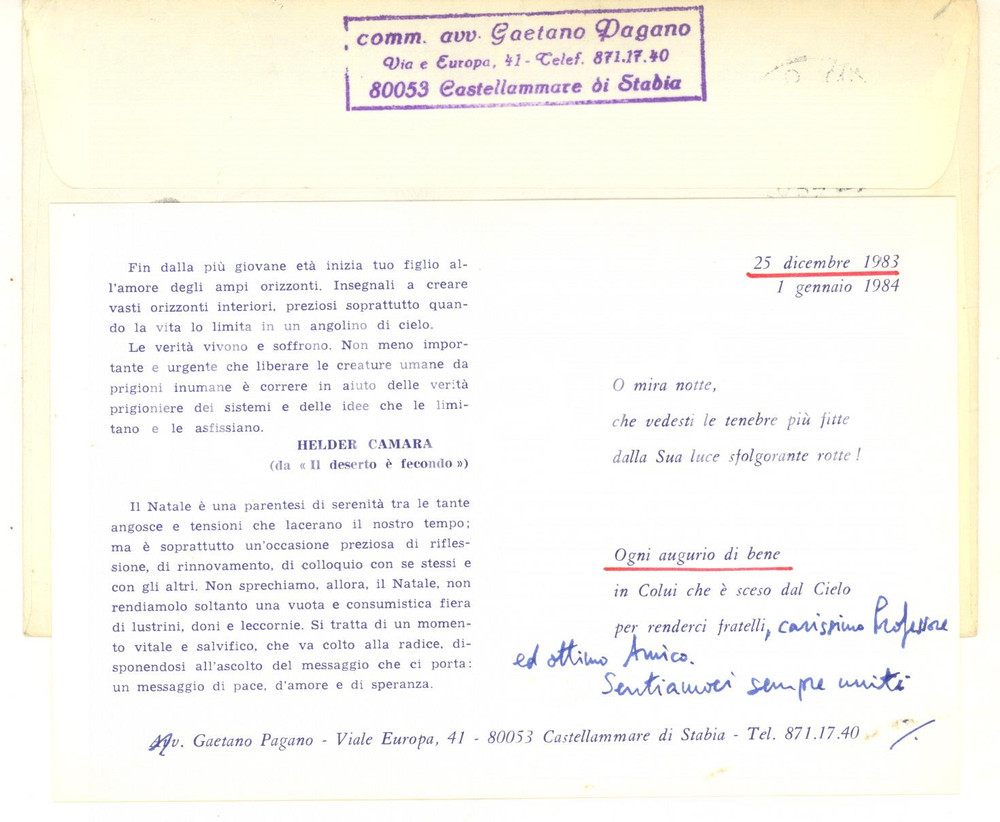 comm. avv. Gaetano Pagano
Via e Europa, 41 - Telef. 871.17.40
80053 Castellammare di Stabia
Fin dalla più giovane età inizia tuo figlio al-
l'amore degli ampi orizzonti. Insegnali a creare
vasti orizzonti interiori, preziosi soprattutto quan-
do la vita lo limita in un angolino di cielo.
Le verità vivono e soffrono. Non meno impor-
tante e urgente che liberare le creature umane da
prigioni inumane è correre in aiuto delle verità
prigioniere dei sistemi e delle idee che le limi-
tano e le asfissiano.
HELDER CAMARA
(da « Il deserto è fecondo »)
Il Natale è una parentesi di serenità tra le tante
angosce e tensioni che lacerano il nostro tempo;
ma è soprattutto un'occasione preziosa di rifles-
sione, di rinnovamento, di colloquio con se stessi e
con gli altri. Non sprechiamo, allora, il Natale, non
rendiamolo soltanto una vuota e consumistica fiera
di lustrini, doni e leccornie. Si tratta di un momen-
to vitale e salvifico, che va colto alla radice, di-
sponendosi all'ascolto del messaggio che ci porta:
un messaggio di pace, d'amore e di speranza.
25 dicembre 1983
1 gennaio 1984
O mira notte,
che vedesti le tenebre più fitte
dalla Sua luce sfolgorante rotte !
Ogni augurio di bene
in Colui che è sceso dal Cielo
per renderci fratelli, carissimo Professore
ed ottimo Amico.
Sentiamoci sempre uniti
Avv. Gaetano Pagano - Viale Europa, 41 - 80053 Castellammare di Stabia - Tel. 871.17.40